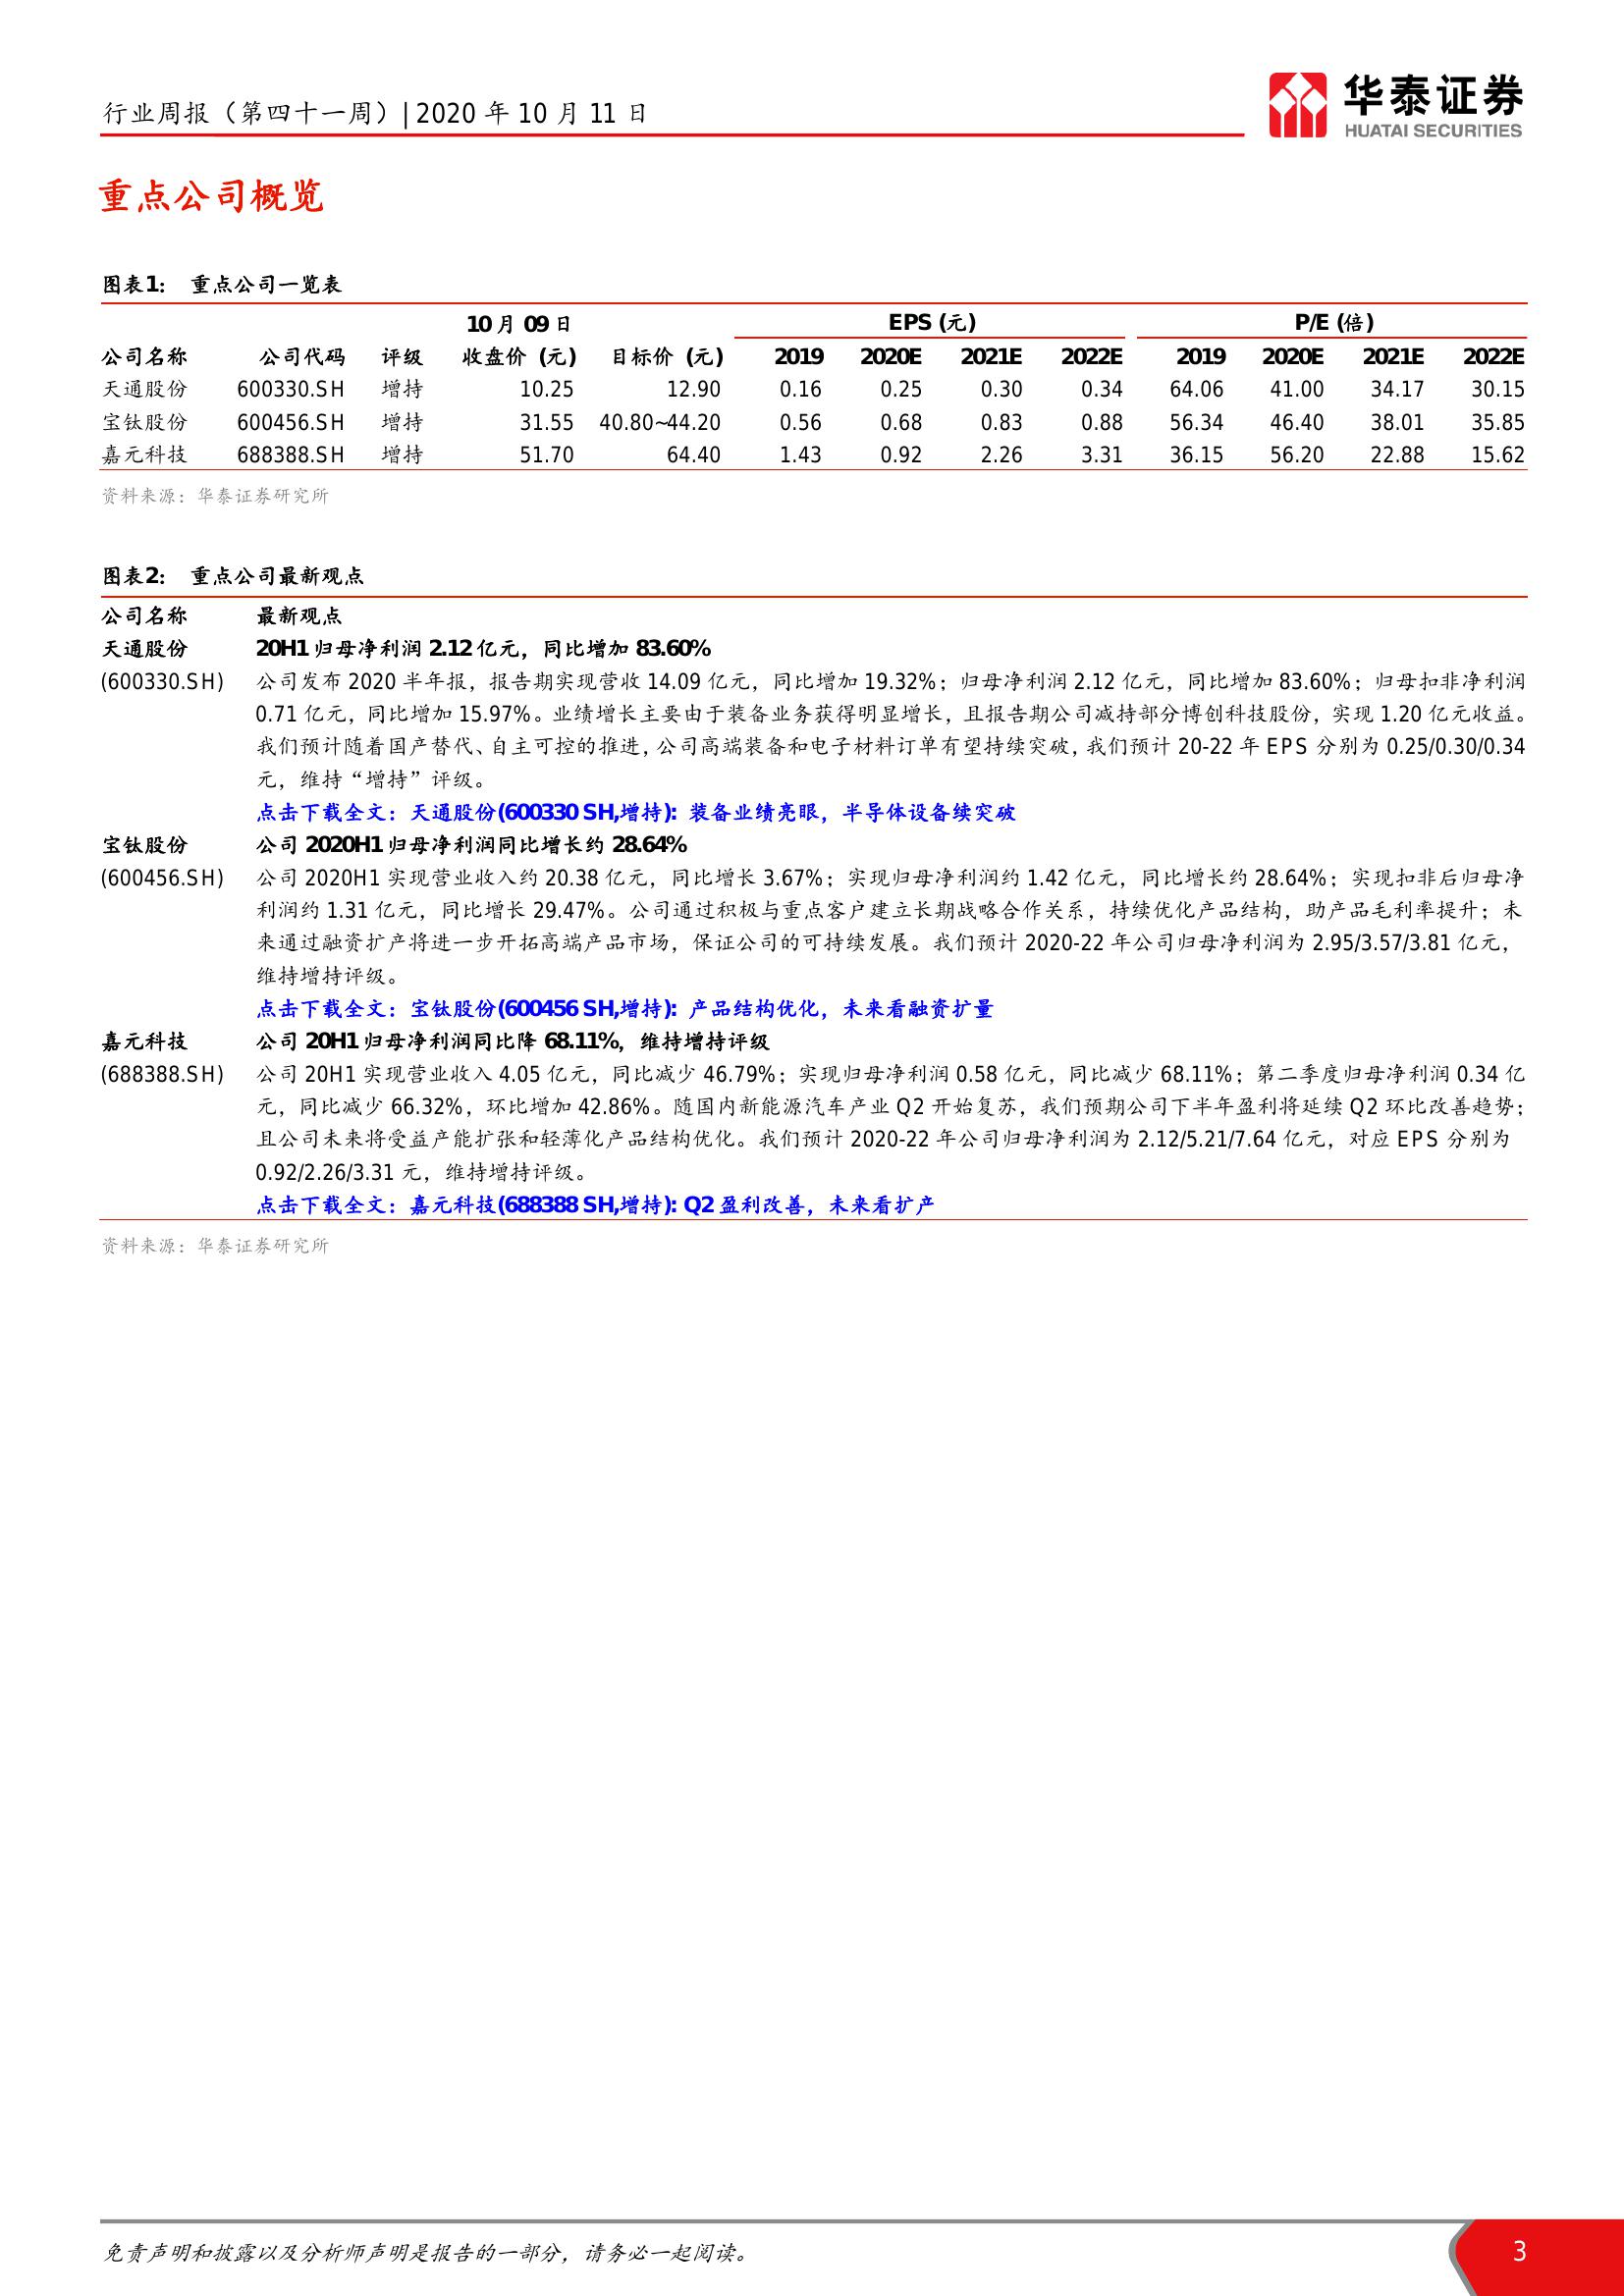 行业周报（第四十一周）| 2020 年 10 月 11 日
华泰证券
HUATAI SECURITIES
重点公司概览
图表1： 重点公司一览表
10 月 09 日 EPS (元) P/E (倍)
公司名称 公司代码 评级 收盘价 (元) 目标价 (元) 2019 2020E 2021E 2022E 2019 2020E 2021E 2022E
天通股份 600330.SH 增持 10.25 12.90 0.16 0.25 0.30 0.34 64.06 41.00 34.17 30.15
宝钛股份 600456.SH 增持 31.55 40.80~44.20 0.56 0.68 0.83 0.88 56.34 46.40 38.01 35.85
嘉元科技 688388.SH 增持 51.70 64.40 1.43 0.92 2.26 3.31 36.15 56.20 22.88 15.62
资料来源：华泰证券研究所
图表2： 重点公司最新观点
公司名称 最新观点
天通股份 20H1 归母净利润 2.12 亿元，同比增加 83.60%
(600330.SH) 公司发布 2020 半年报，报告期实现营收 14.09 亿元，同比增加 19.32%；归母净利润 2.12 亿元，同比增加 83.60%；归母扣非净利润
0.71 亿元，同比增加 15.97%。业绩增长主要由于装备业务获得明显增长，且报告期公司减持部分博创科技股份，实现 1.20 亿元收益。
我们预计随着国产替代、自主可控的推进，公司高端装备和电子材料订单有望持续突破，我们预计 20-22 年 EPS 分别为 0.25/0.30/0.34
元，维持“增持”评级。
点击下载全文：天通股份(600330 SH,增持)：装备业绩亮眼，半导体设备续突破
宝钛股份 公司 2020H1 归母净利润同比增长约 28.64%
(600456.SH) 公司 2020H1 实现营业收入约 20.38 亿元，同比增长 3.67%；实现归母净利润约 1.42 亿元，同比增长约 28.64%；实现扣非后归母净
利润约 1.31 亿元，同比增长 29.47%。公司通过积极与重点客户建立长期战略合作关系，持续优化产品结构，助产品毛利率提升；未
来通过融资扩产将进一步开拓高端产品市场，保证公司的可持续发展。我们预计 2020-22 年公司归母净利润为 2.95/3.57/3.81 亿元，
维持增持评级。
点击下载全文：宝钛股份(600456 SH,增持)：产品结构优化，未来看融资扩量
嘉元科技 公司 20H1 归母净利润同比降 68.11%，维持增持评级
(688388.SH) 公司 20H1 实现营业收入 4.05 亿元，同比减少 46.79%；实现归母净利润 0.58 亿元，同比减少 68.11%；第二季度归母净利润 0.34 亿
元，同比减少 66.32%，环比增加 42.86%。随国内新能源汽车产业 Q2 开始复苏，我们预期公司下半年盈利将延续 Q2 环比改善趋势；
且公司未来将受益产能扩张和轻薄化产品结构优化。我们预计 2020-22 年公司归母净利润为 2.12/5.21/7.64 亿元，对应 EPS 分别为
0.92/2.26/3.31 元，维持增持评级。
点击下载全文：嘉元科技(688388 SH,增持): Q2 盈利改善，未来看扩产
资料来源：华泰证券研究所
免责声明和披露以及分析师声明是报告的一部分，请务必一起阅读。
3